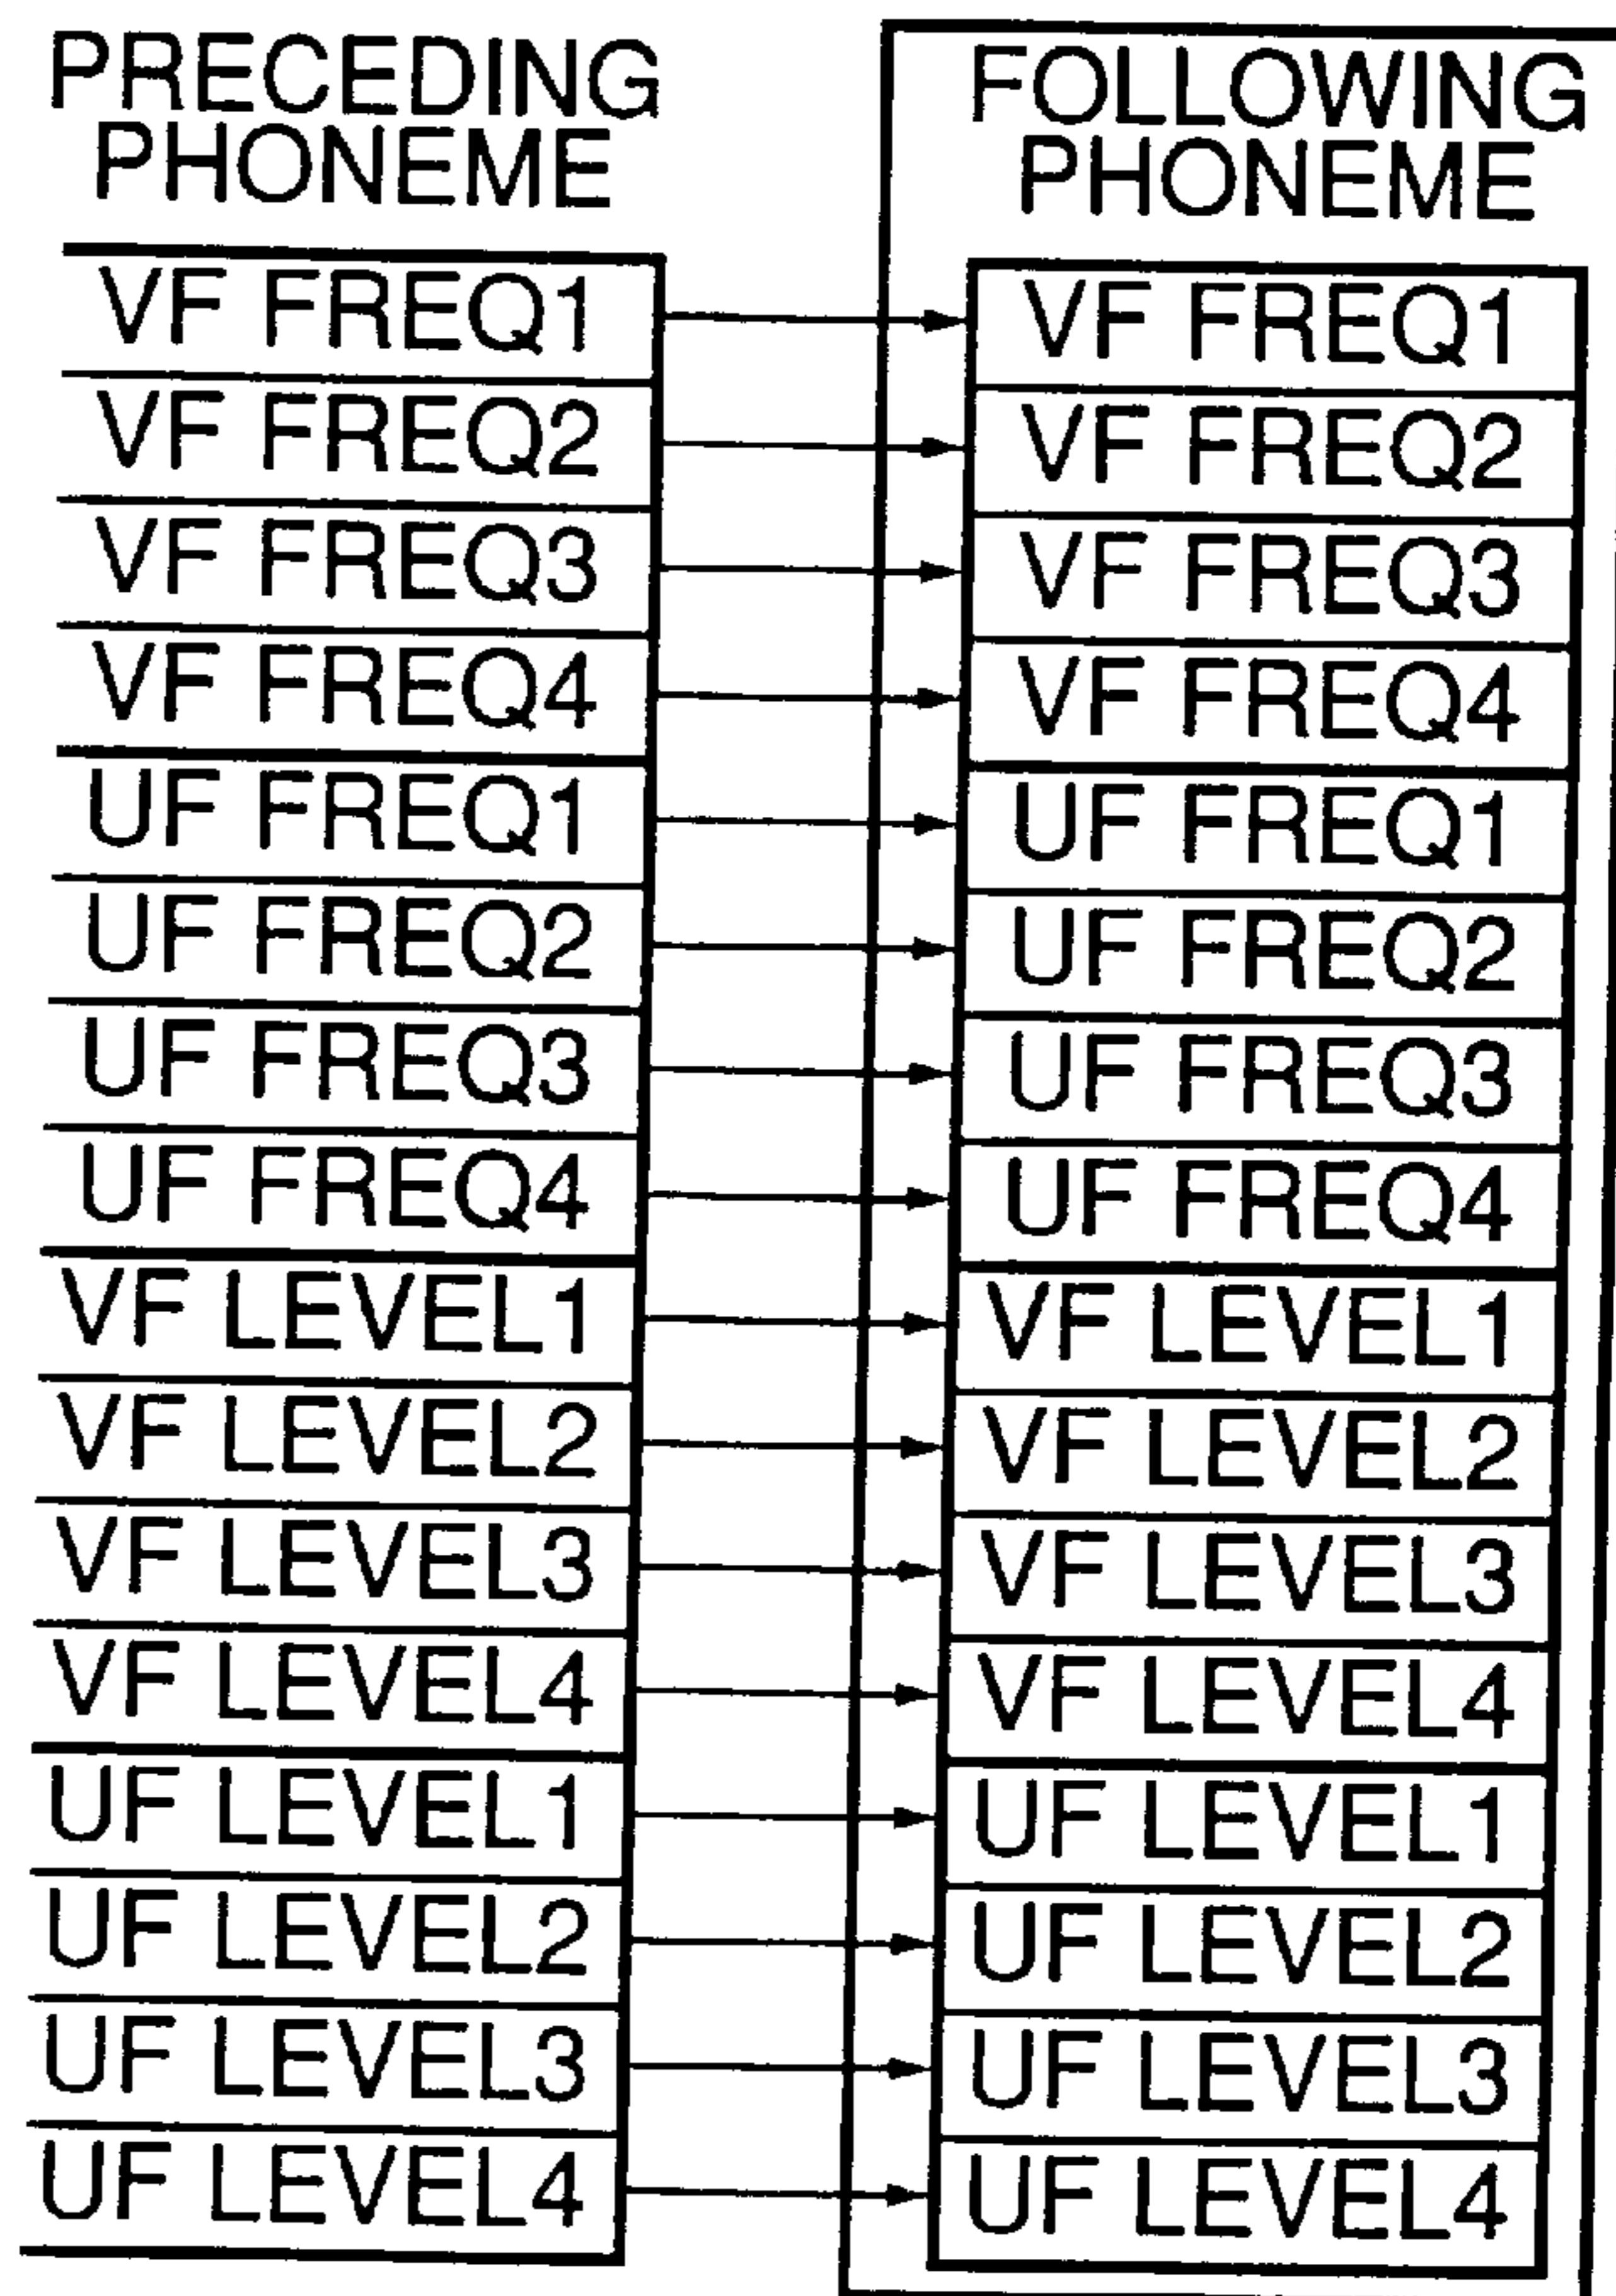 PRECEDING
PHONEME
VF FREQ1
VF FREQ2
VF FREQ3
VF FREQ4
UF FREQ1
UF FREQ2
UF FREQ3
UF FREQ4
VF LEVEL1
VF LEVEL2
VF LEVEL3
VF LEVEL4
UF LEVEL1
UF LEVEL2
UF LEVEL3
UF LEVEL4
FOLLOWING
PHONEME
VF FREQ1
VF FREQ2
VF FREQ3
VF FREQ4
UF FREQ1
UF FREQ2
UF FREQ3
UF FREQ4
VF LEVEL1
VF LEVEL2
VF LEVEL3
VF LEVEL4
UF LEVEL1
UF LEVEL2
UF LEVEL3
UF LEVEL4